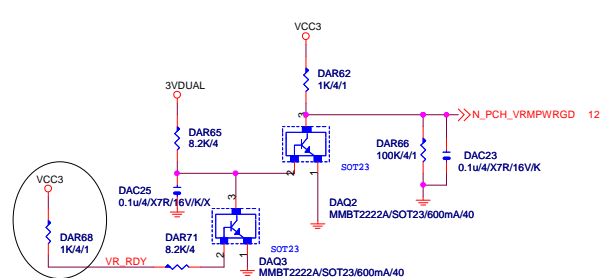 VCC3
DAR62
1K/4/1
3
N_PCH_VRMPWRGD 12
3VDUAL
DAR65
8.2K/4
DAR66
100K/4/1
DAC23
0.1u/4/X7R/16V/K
SOT23
2
1
DAQ2
MMBT2222A/SOT23/600mA/40
VCC3
DAC25
0.1u/4/X7R/16V/K/X
3
DAR68
1K/4/1
VR_RDY
DAR71
8.2K/4
2
1
SOT23
DAQ3
MMBT2222A/SOT23/600mA/40